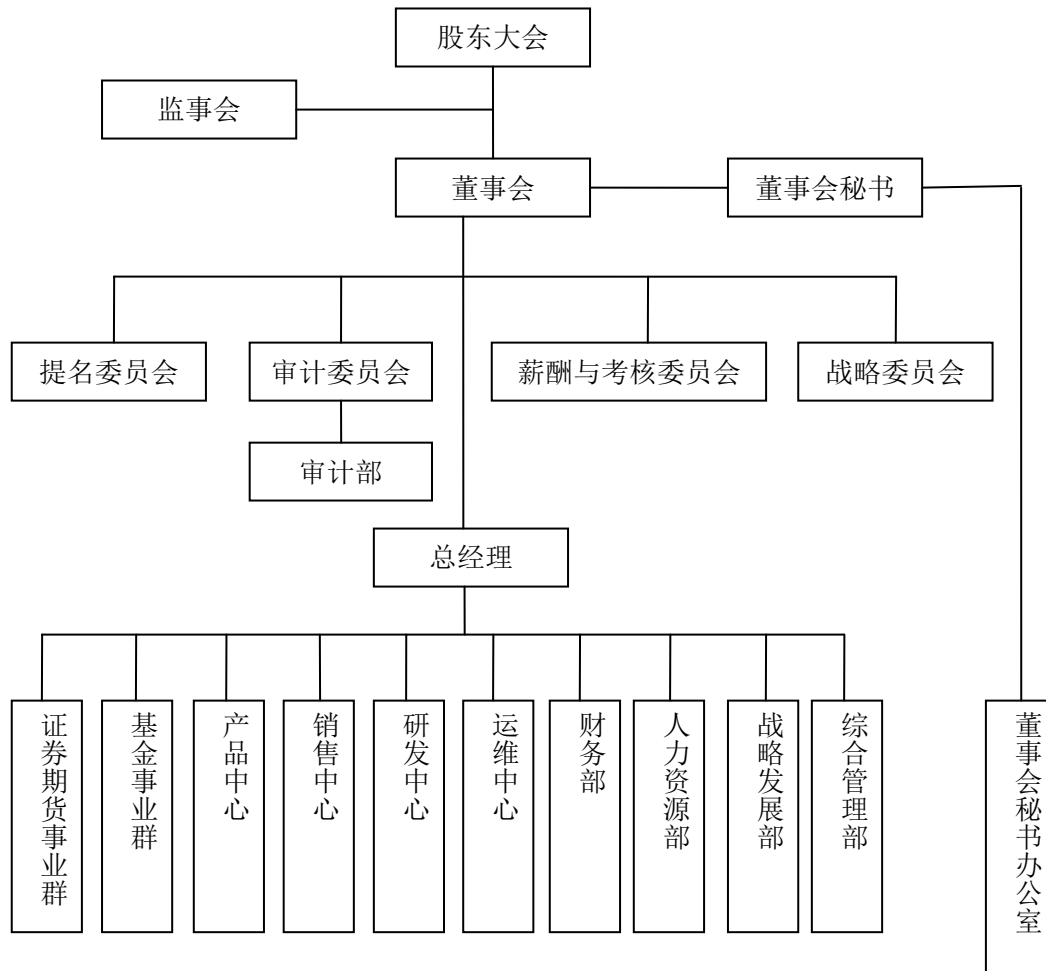 股东大会
监事会
董事会
董事会秘书
提名委员会
审计委员会
薪酬与考核委员会
战略委员会
审计部
总经理
证券期货事业群
基金事业群
产品中心
销售中心
研发中心
运维中心
财务部
人力资源部
战略发展部
综合管理部
董事会秘书办公室